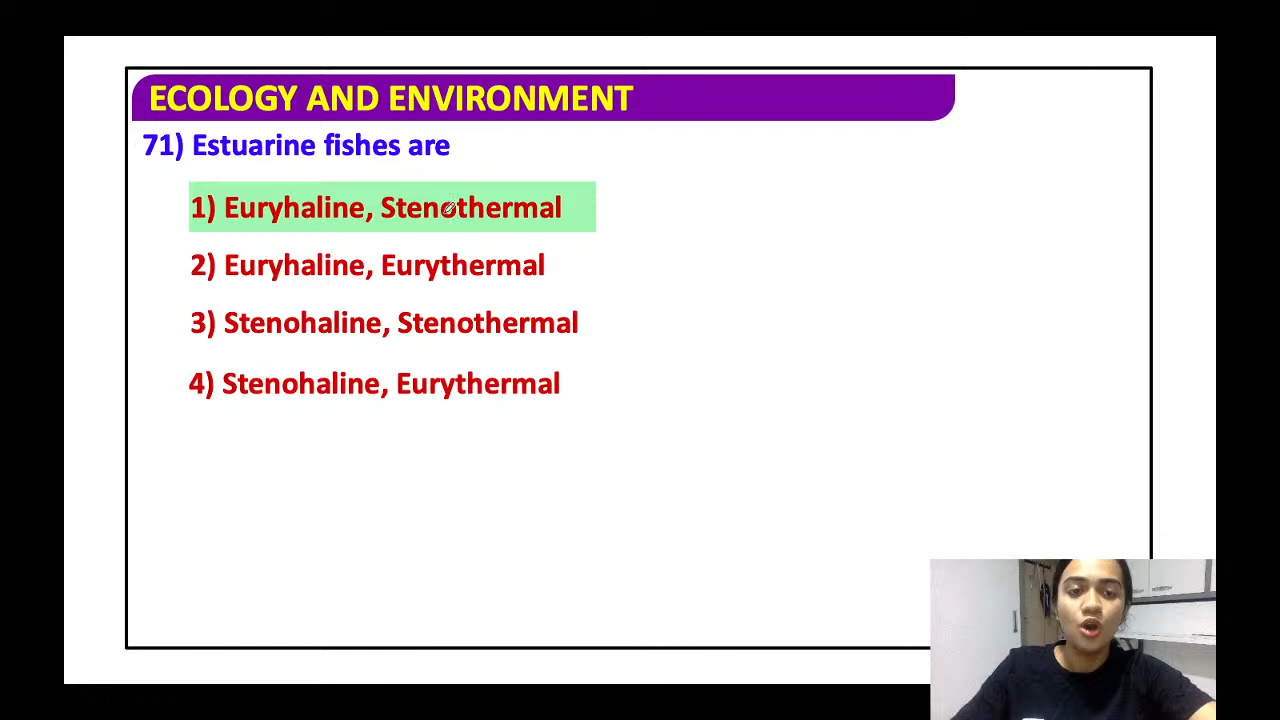 ECOLOGY AND ENVIRONMENT
71) Estuarine fishes are
1) Euryhaline, Stenothermal
2) Euryhaline, Eurythermal
3) Stenohaline, Stenothermal
4) Stenohaline, Eurythermal